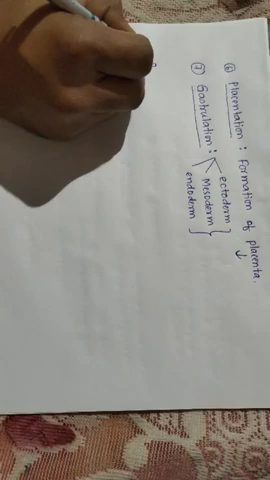 ⑥ Placentation : Formation of placenta.
↓
⑦ Gastrulation : ectoderm
Mesoderm
endoderm